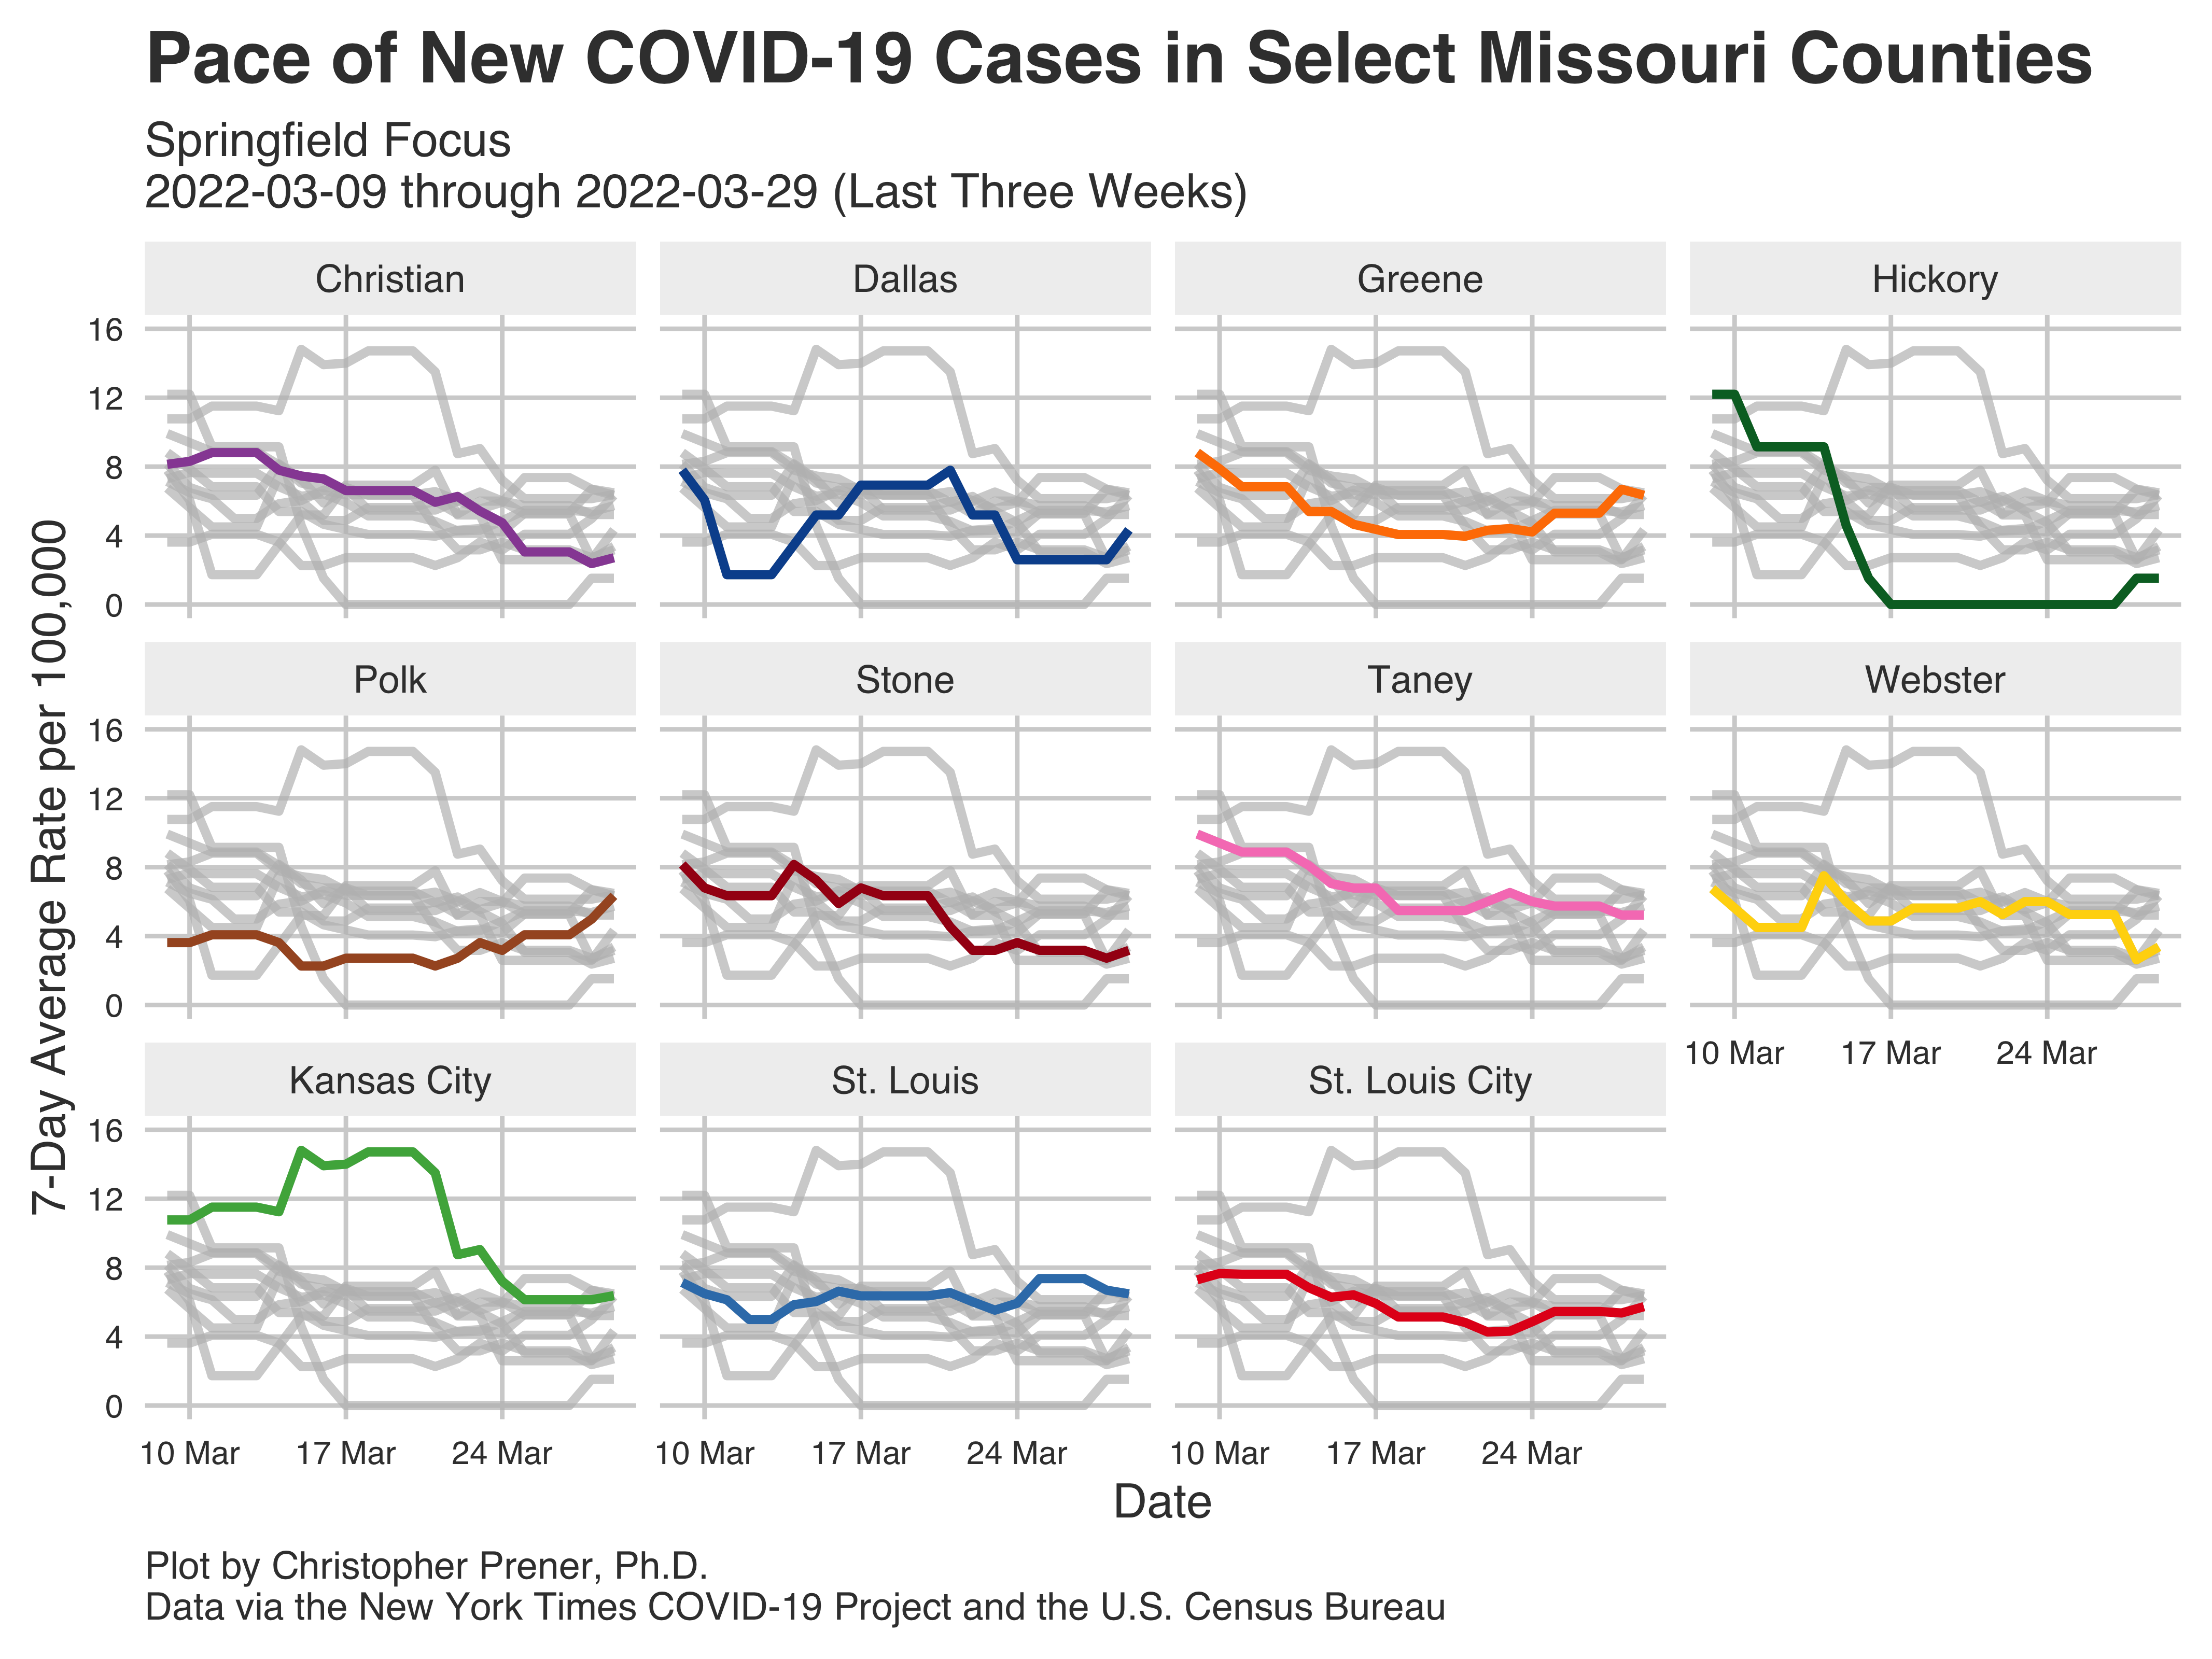 Pace of New COVID-19 Cases in Select Missouri Counties
Springfield Focus
2022-03-09 through 2022-03-29 (Last Three Weeks)
7-Day Average Rate per 100,000
Christian
Dallas
Greene
Hickory
16
12
8
4
0
Polk
Stone
Taney
Webster
16
12
8
4
0
10 Mar 17 Mar 24 Mar
Kansas City
St. Louis
St. Louis City
16
12
8
4
0
10 Mar 17 Mar 24 Mar
10 Mar 17 Mar 24 Mar
10 Mar 17 Mar 24 Mar
Date
Plot by Christopher Prener, Ph.D.
Data via the New York Times COVID-19 Project and the U.S. Census Bureau